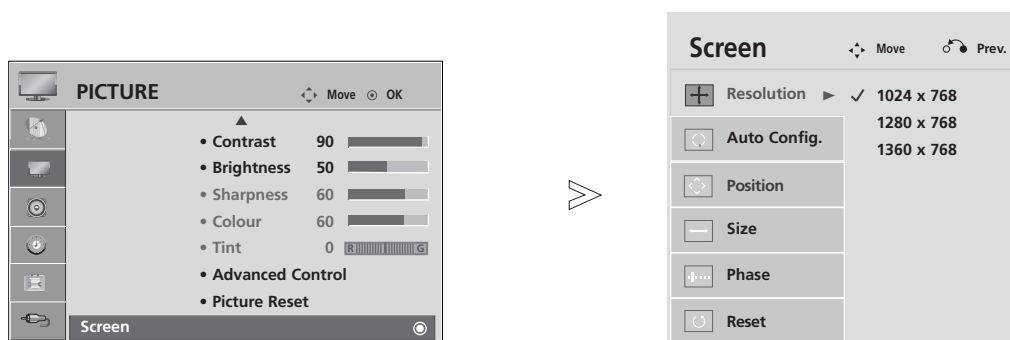 PICTURE Move OK
• Contrast 90
• Brightness 50
• Sharpness 60
• Colour 60
• Tint 0 R G
• Advanced Control
• Picture Reset
Screen
Screen Move Prev.
Resolution ► ✓ 1024 x 768
1280 x 768
Auto Config.
1360 x 768
Position
Size
Phase
Reset